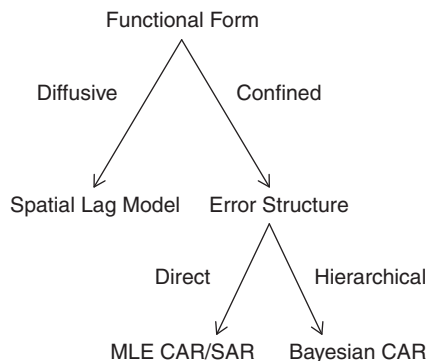 Functional Form
Diffusive Confined
Spatial Lag Model Error Structure
Direct Hierarchical
MLE CAR/SAR Bayesian CAR